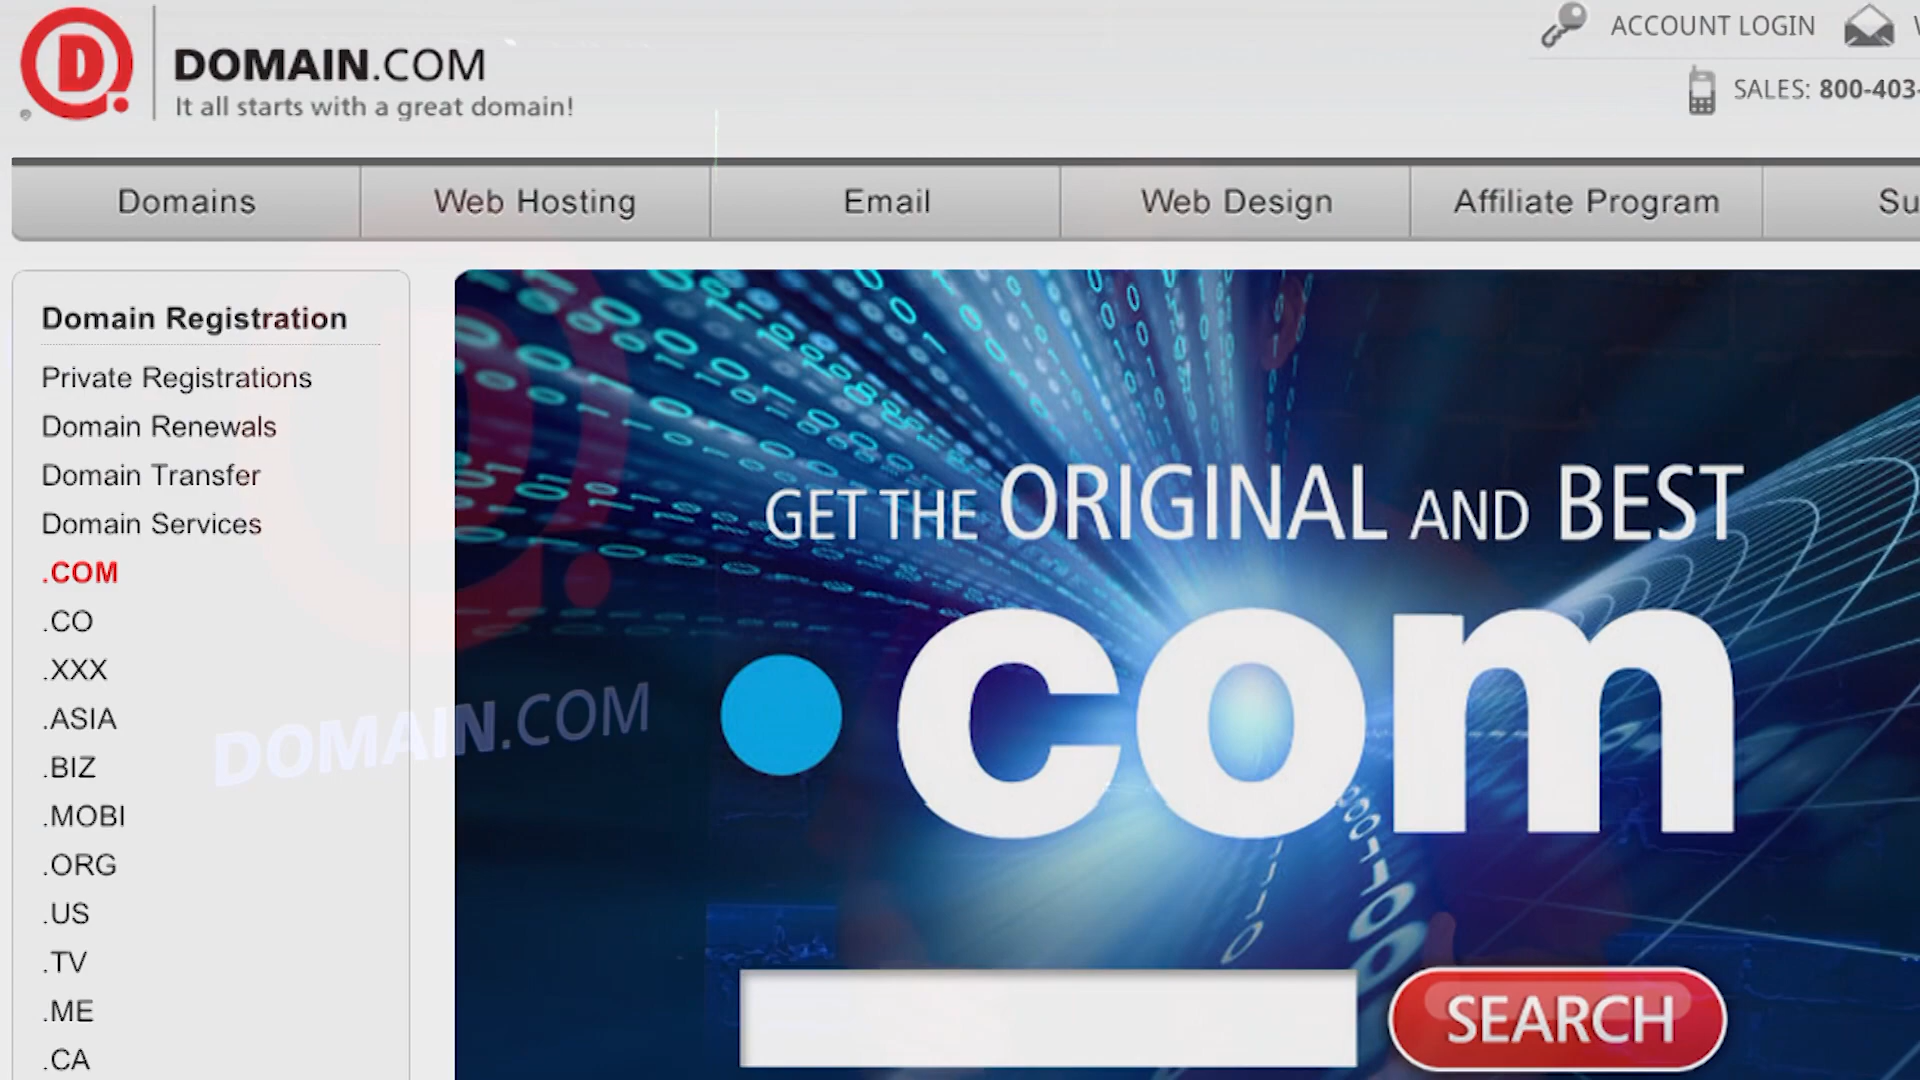 DOMAIN.COM
It all starts with a great domain!
ACCOUNT LOGIN
SALES: 800-403-
Domains
Web Hosting
Email
Web Design
Affiliate Program
Domain Registration
Private Registrations
Domain Renewals
Domain Transfer
Domain Services
.COM
.CO
.XXX
.ASIA
.BIZ
.MOBI
.ORG
.US
.TV
.ME
.CA
DOMAIN.COM
GET THE ORIGINAL AND BEST
.com
SEARCH